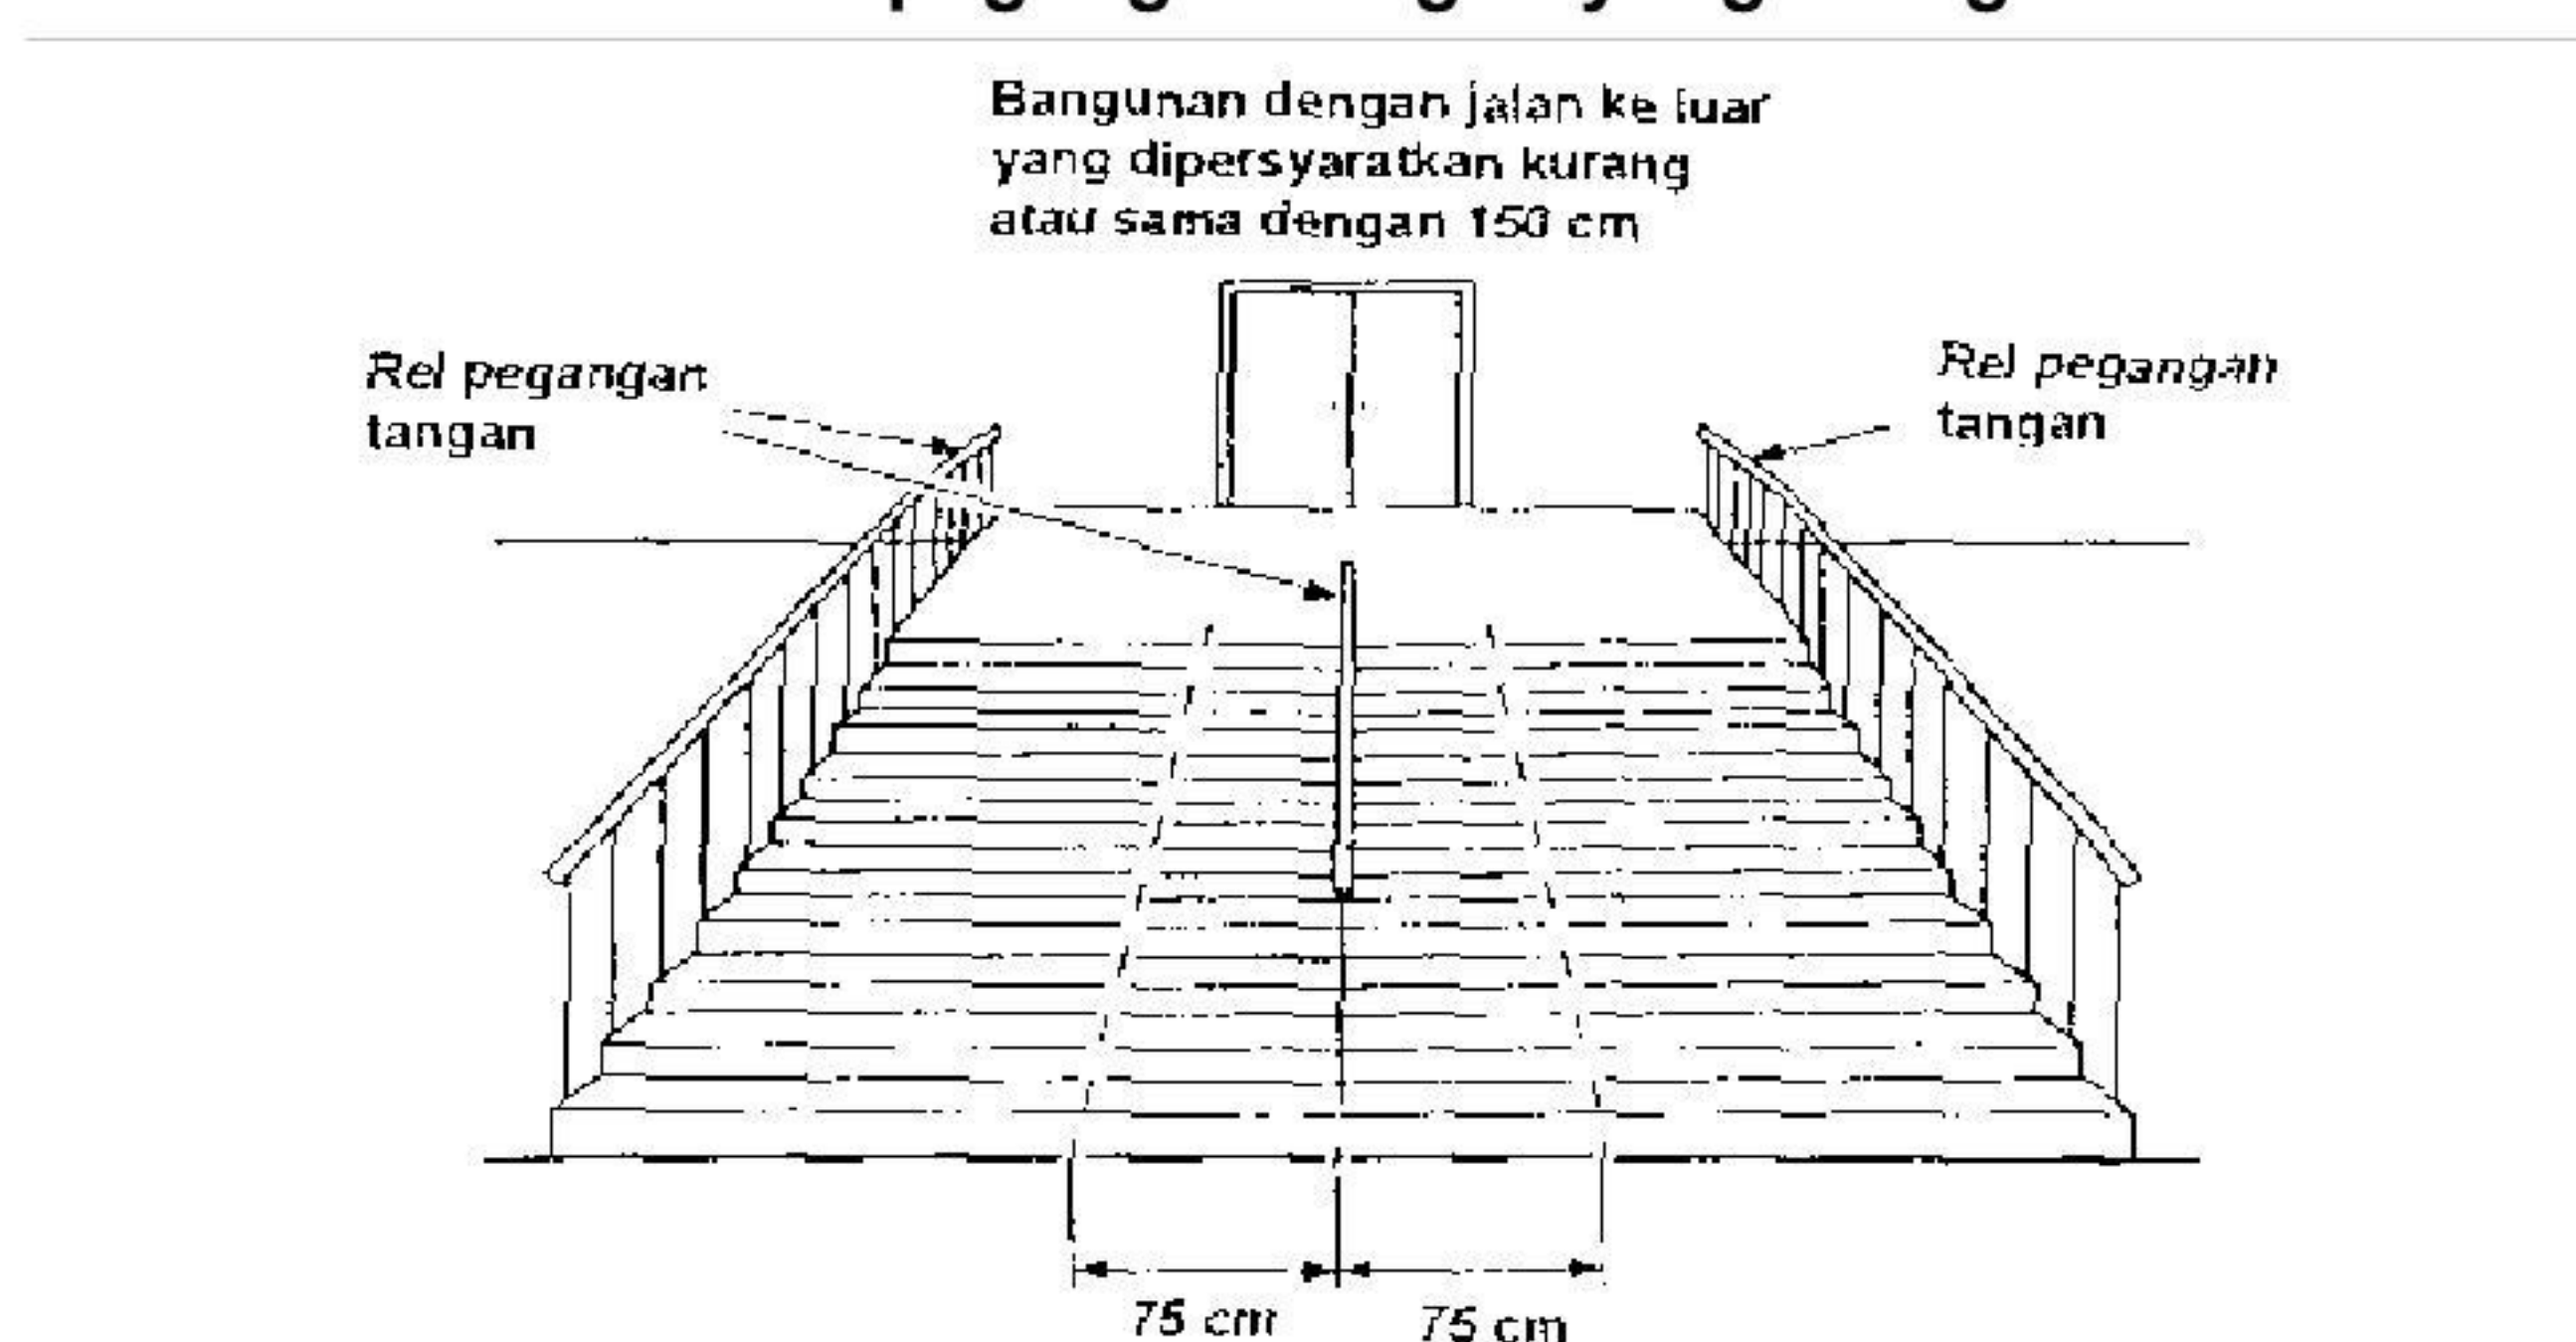 Bangunan dengan jalan ke luar
yang dipersyaratkan kurang
atau sama dengan 150 cm
Rel pegangan
tangan
Rel pegangan
tangan
75 cm
75 cm